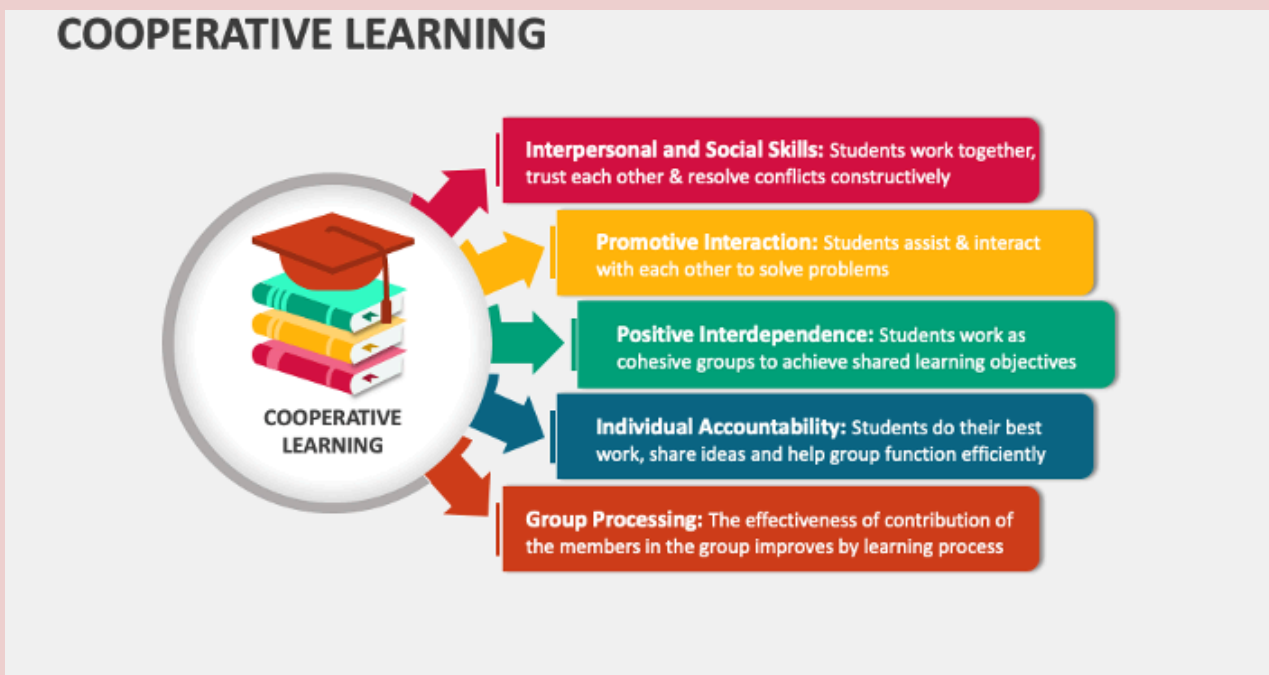 COOPERATIVE LEARNING
Interpersonal and Social Skills: Students work together,
trust each other & resolve conflicts constructively
Promotive Interaction: Students assist & interact
with each other to solve problems
Positive Interdependence: Students work as
cohesive groups to achieve shared learning objectives
COOPERATIVE
LEARNING
Individual Accountability: Students do their best
work, share ideas and help group function efficiently
Group Processing: The effectiveness of contribution of
the members in the group improves by learning process